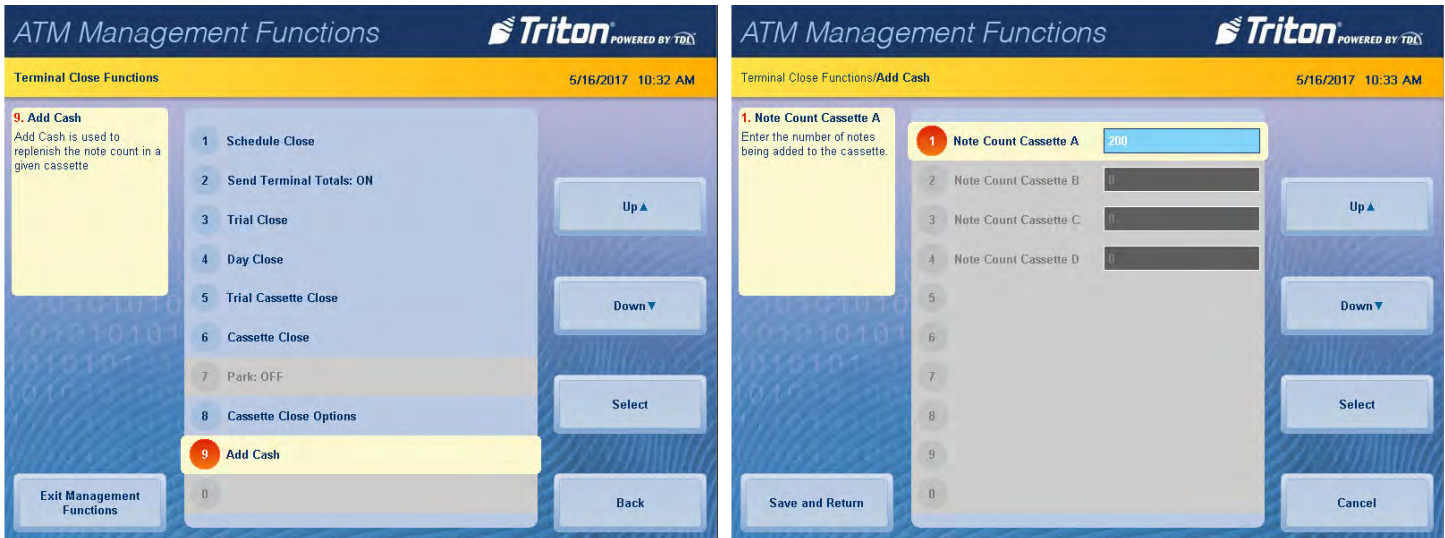 ATM Management Functions
Triton POWERED BY TDL
Terminal Close Functions
5/16/2017 10:32 AM
9. Add Cash
Add Cash is used to
replenish the note count in a
given cassette
1 Schedule Close
2 Send Terminal Totals: ON
3 Trial Close
4 Day Close
5 Trial Cassette Close
6 Cassette Close
7 Park: OFF
8 Cassette Close Options
9 Add Cash
0
Up▲
Down▼
Select
Back
Exit Management
Functions
ATM Management Functions
Triton POWERED BY TDL
Terminal Close Functions/Add Cash
5/16/2017 10:33 AM
1. Note Count Cassette A
Enter the number of notes
being added to the cassette.
1 Note Count Cassette A 200
2 Note Count Cassette B 0
3 Note Count Cassette C 0
4 Note Count Cassette D 0
5
6
7
8
9
0
Up▲
Down▼
Select
Cancel
Save and Return